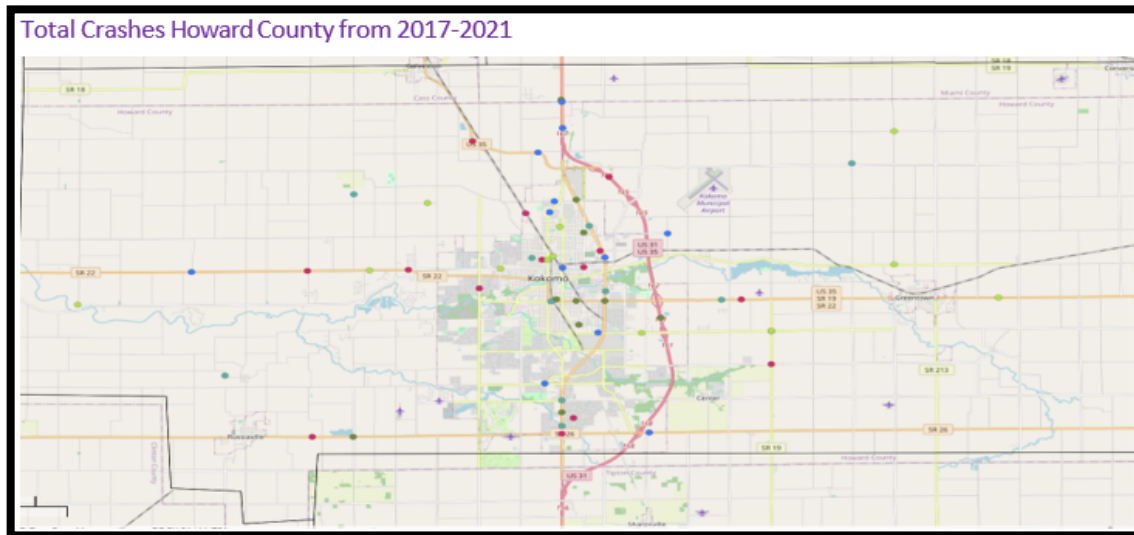 Total Crashes Howard County from 2017-2021
SR 18
SR 19
SR 18
Cass County
Miami County
Howard County
Howard County
US 35
Kokomo
Municipal
Airport
US 31
US 35
SR 22
SR 22
Kokomo
US 35
SR 19
SR 22
Greentown
SR 213
Center
Russiaville
SR 26
SR 26
SR 19
Howard County
Tipton County
US 31